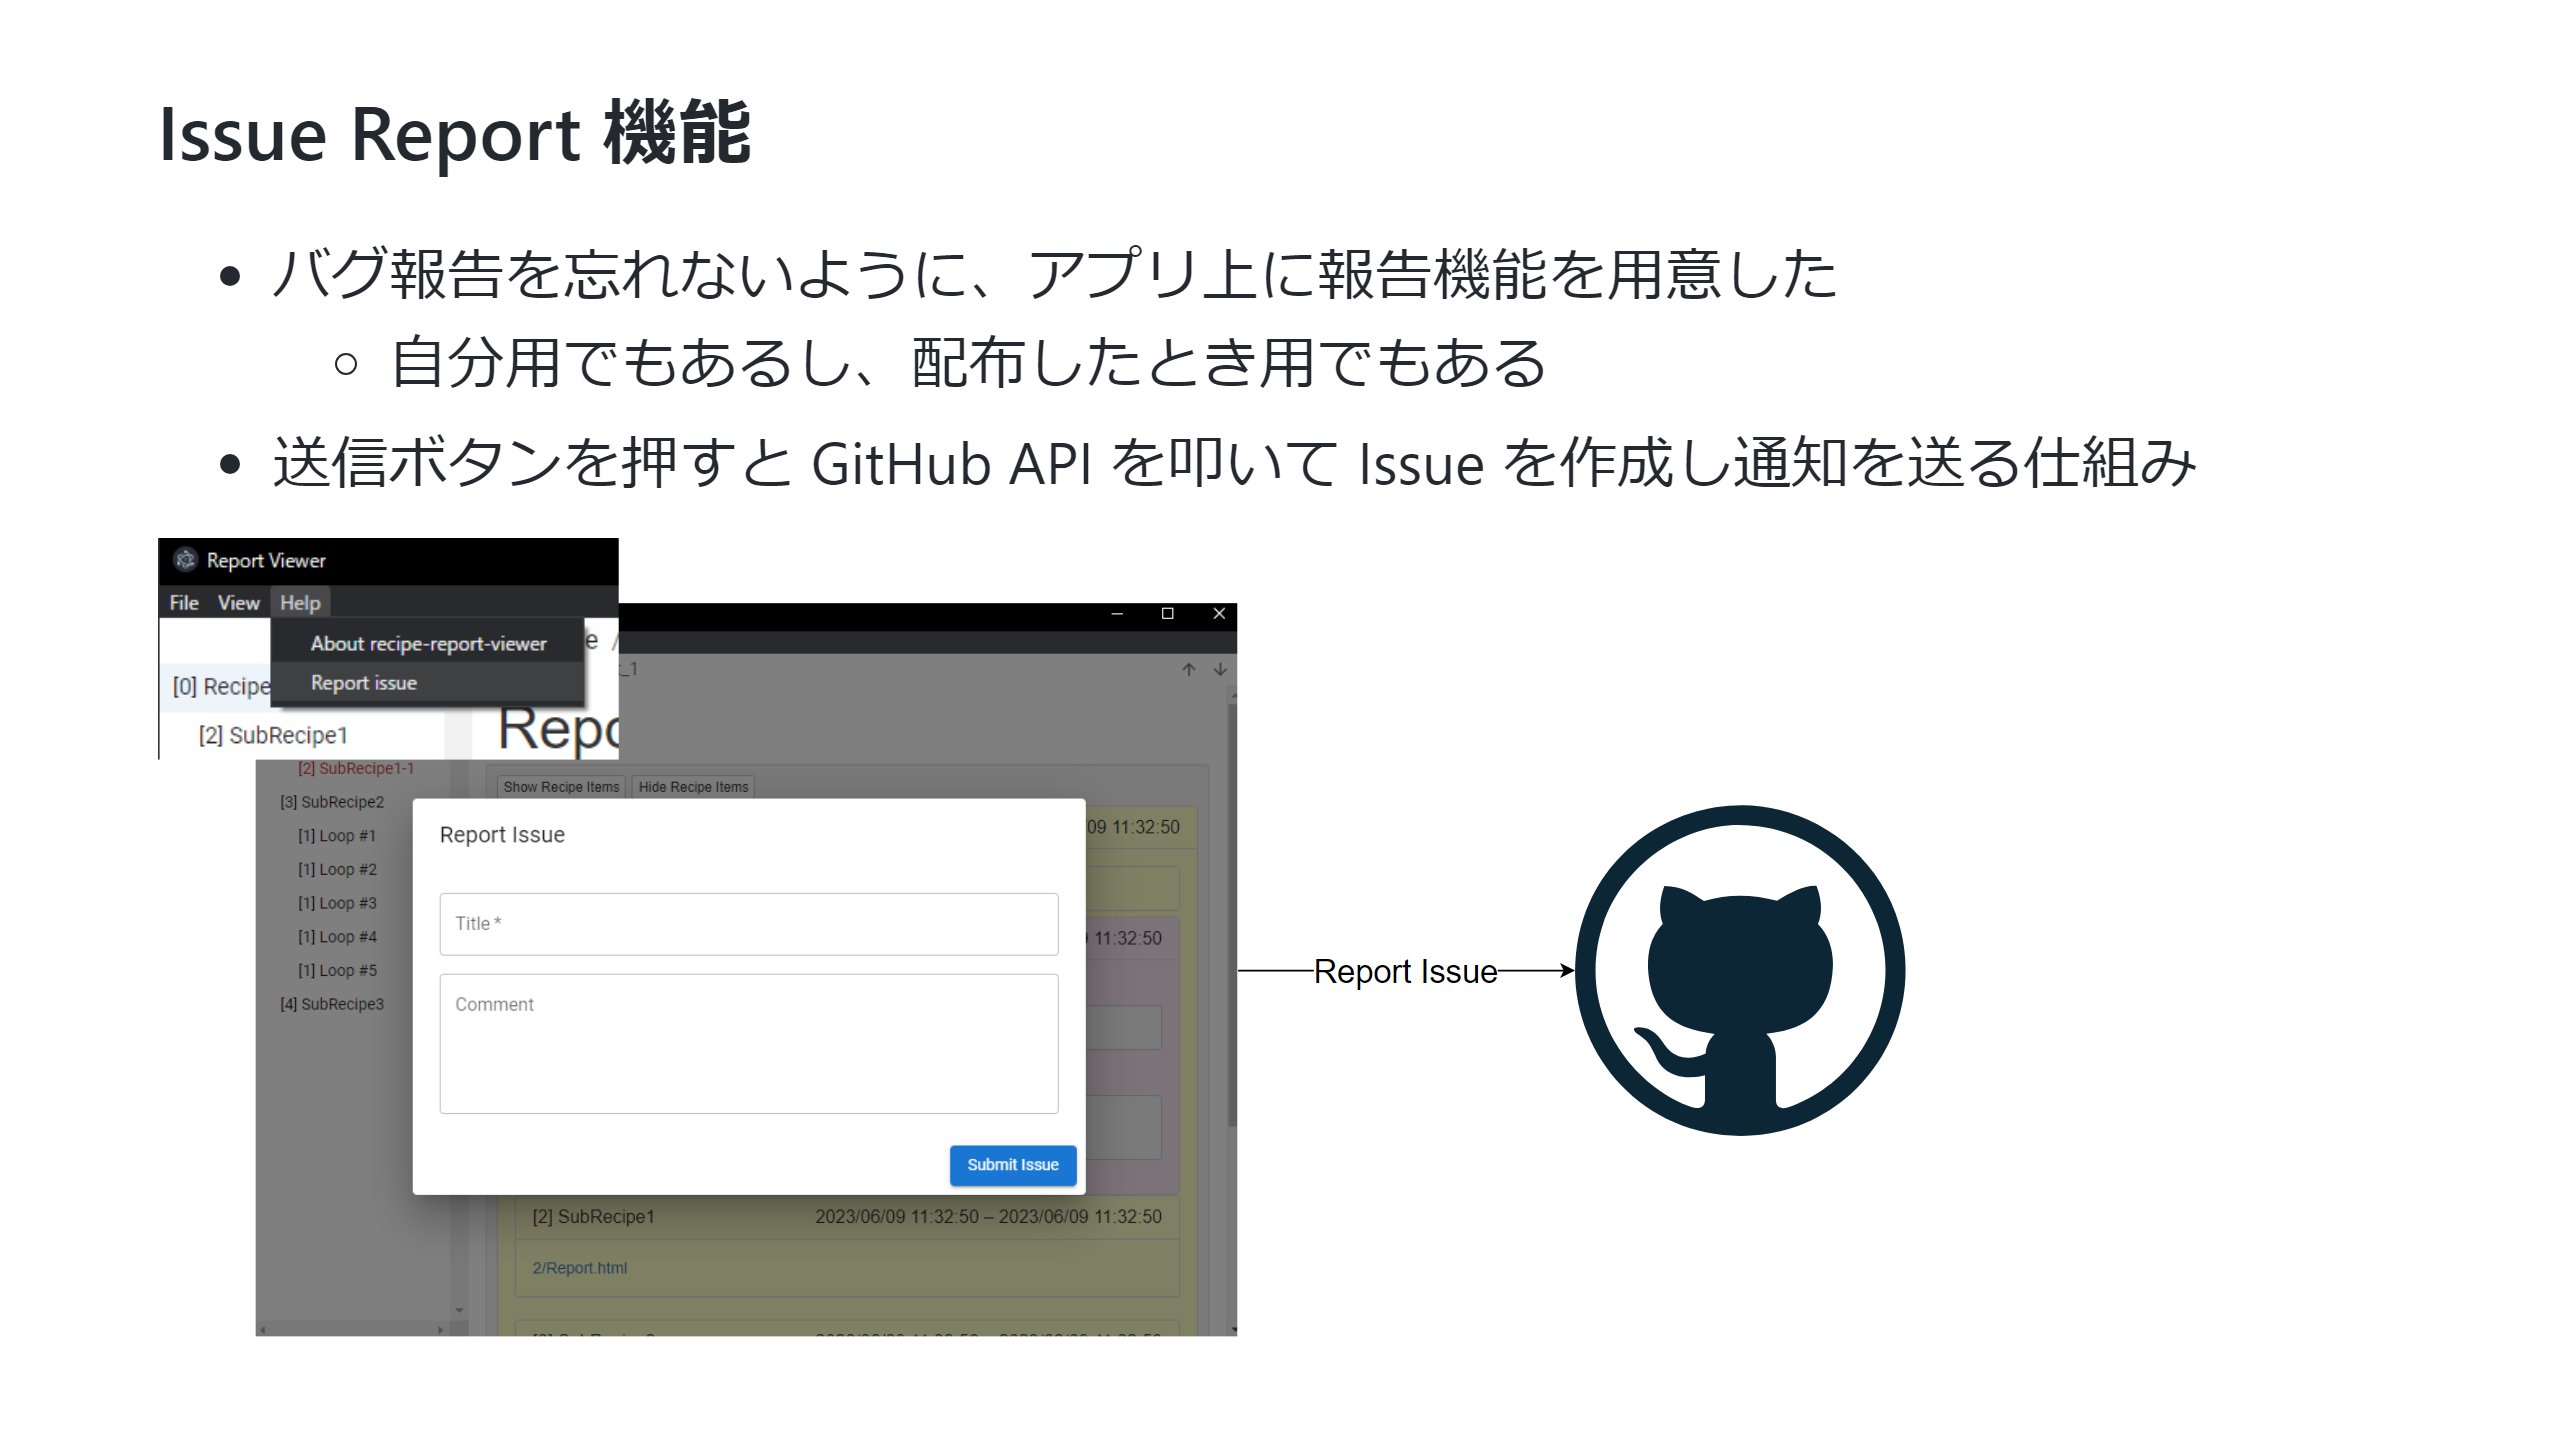 Issue Report 機能
• バグ報告を忘れないように、アプリ上に報告機能を用意した
◦ 自分用でもあるし、配布したとき用でもある
• 送信ボタンを押すと GitHub API を叩いて Issue を作成し通知を送る仕組み
Report Viewer
File View Help
About recipe-report-viewer
Report issue
[0] Recipe
[2] SubRecipe1
[2] SubRecipe1-1
[3] SubRecipe2
[1] Loop #1
[1] Loop #2
[1] Loop #3
[1] Loop #4
[1] Loop #5
[4] SubRecipe3
Show Recipe Items Hide Recipe Items
09 11:32:50
11:32:50
Report Issue
Title *
Comment
Submit Issue
[2] SubRecipe1 2023/06/09 11:32:50 – 2023/06/09 11:32:50
2/Report.html
Report Issue